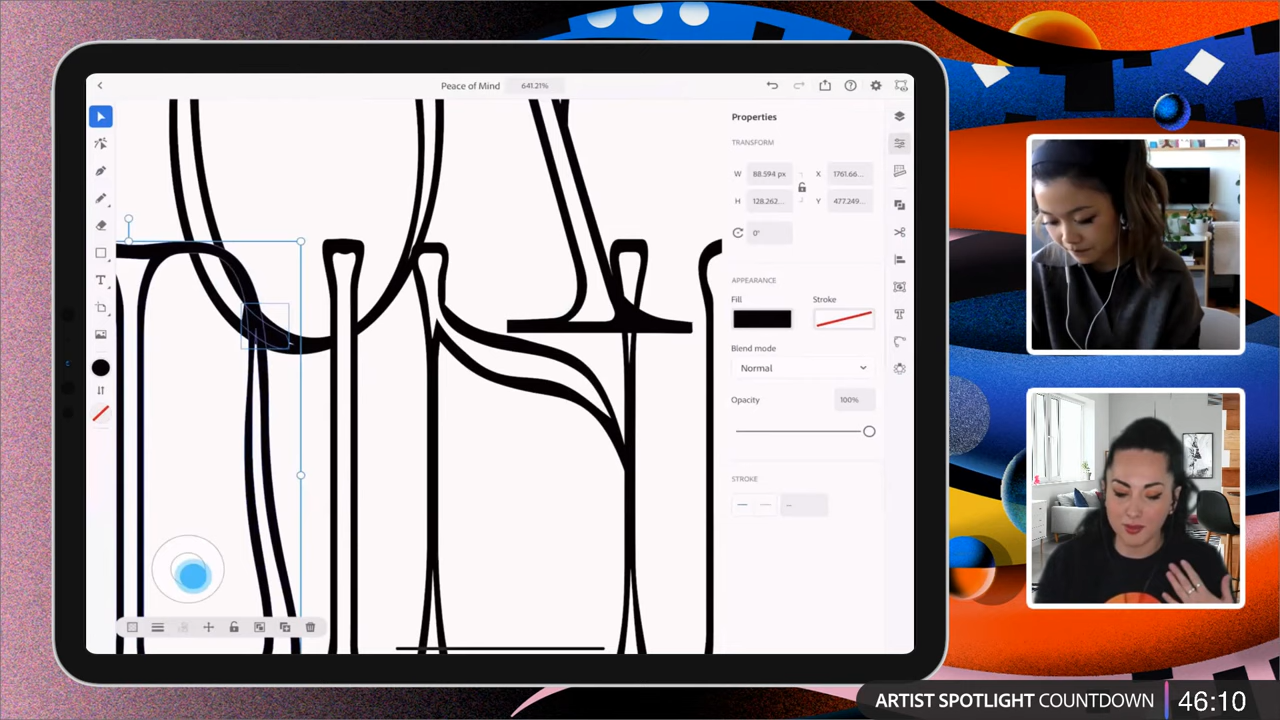 Peace of Mind 641.21%
Properties
TRANSFORM
W 88.594 px X 1761.66...
H 128.262... Y 477.249...
0°
APPEARANCE
Fill Stroke
Blend mode
Normal
Opacity 100%
STROKE
--
ARTIST SPOTLIGHT COUNTDOWN 46:10